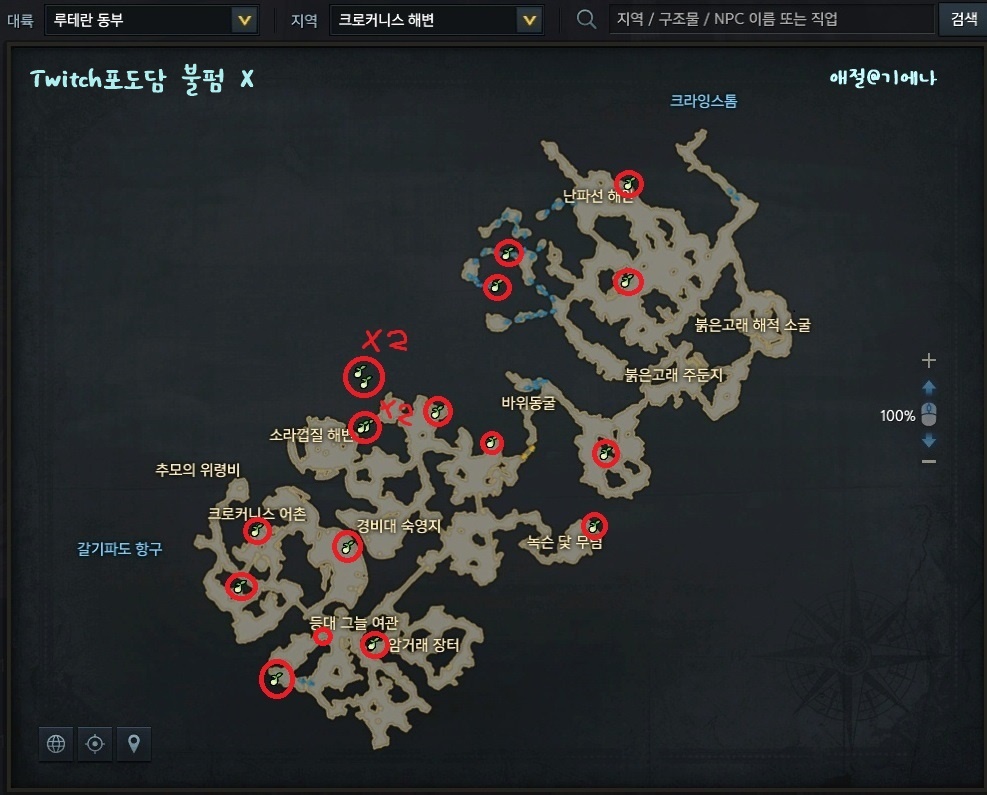 대륙 루테란 동부 지역 크로커니스 해변 지역 / 구조물 / NPC 이름 또는 직업 검색
Twitch포도담 불펌 X
애절@기에나
크라잉스톰
난파선 해안
붉은고래 해적 소굴
X2
붉은고래 주둔지
바위동굴
X2
100%
소라껍질 해변
추모의 위령비
크로커니스 어촌
경비대 숙영지
녹슨 닻 무덤
갈기파도 항구
등대 그늘 여관
암거래 장터